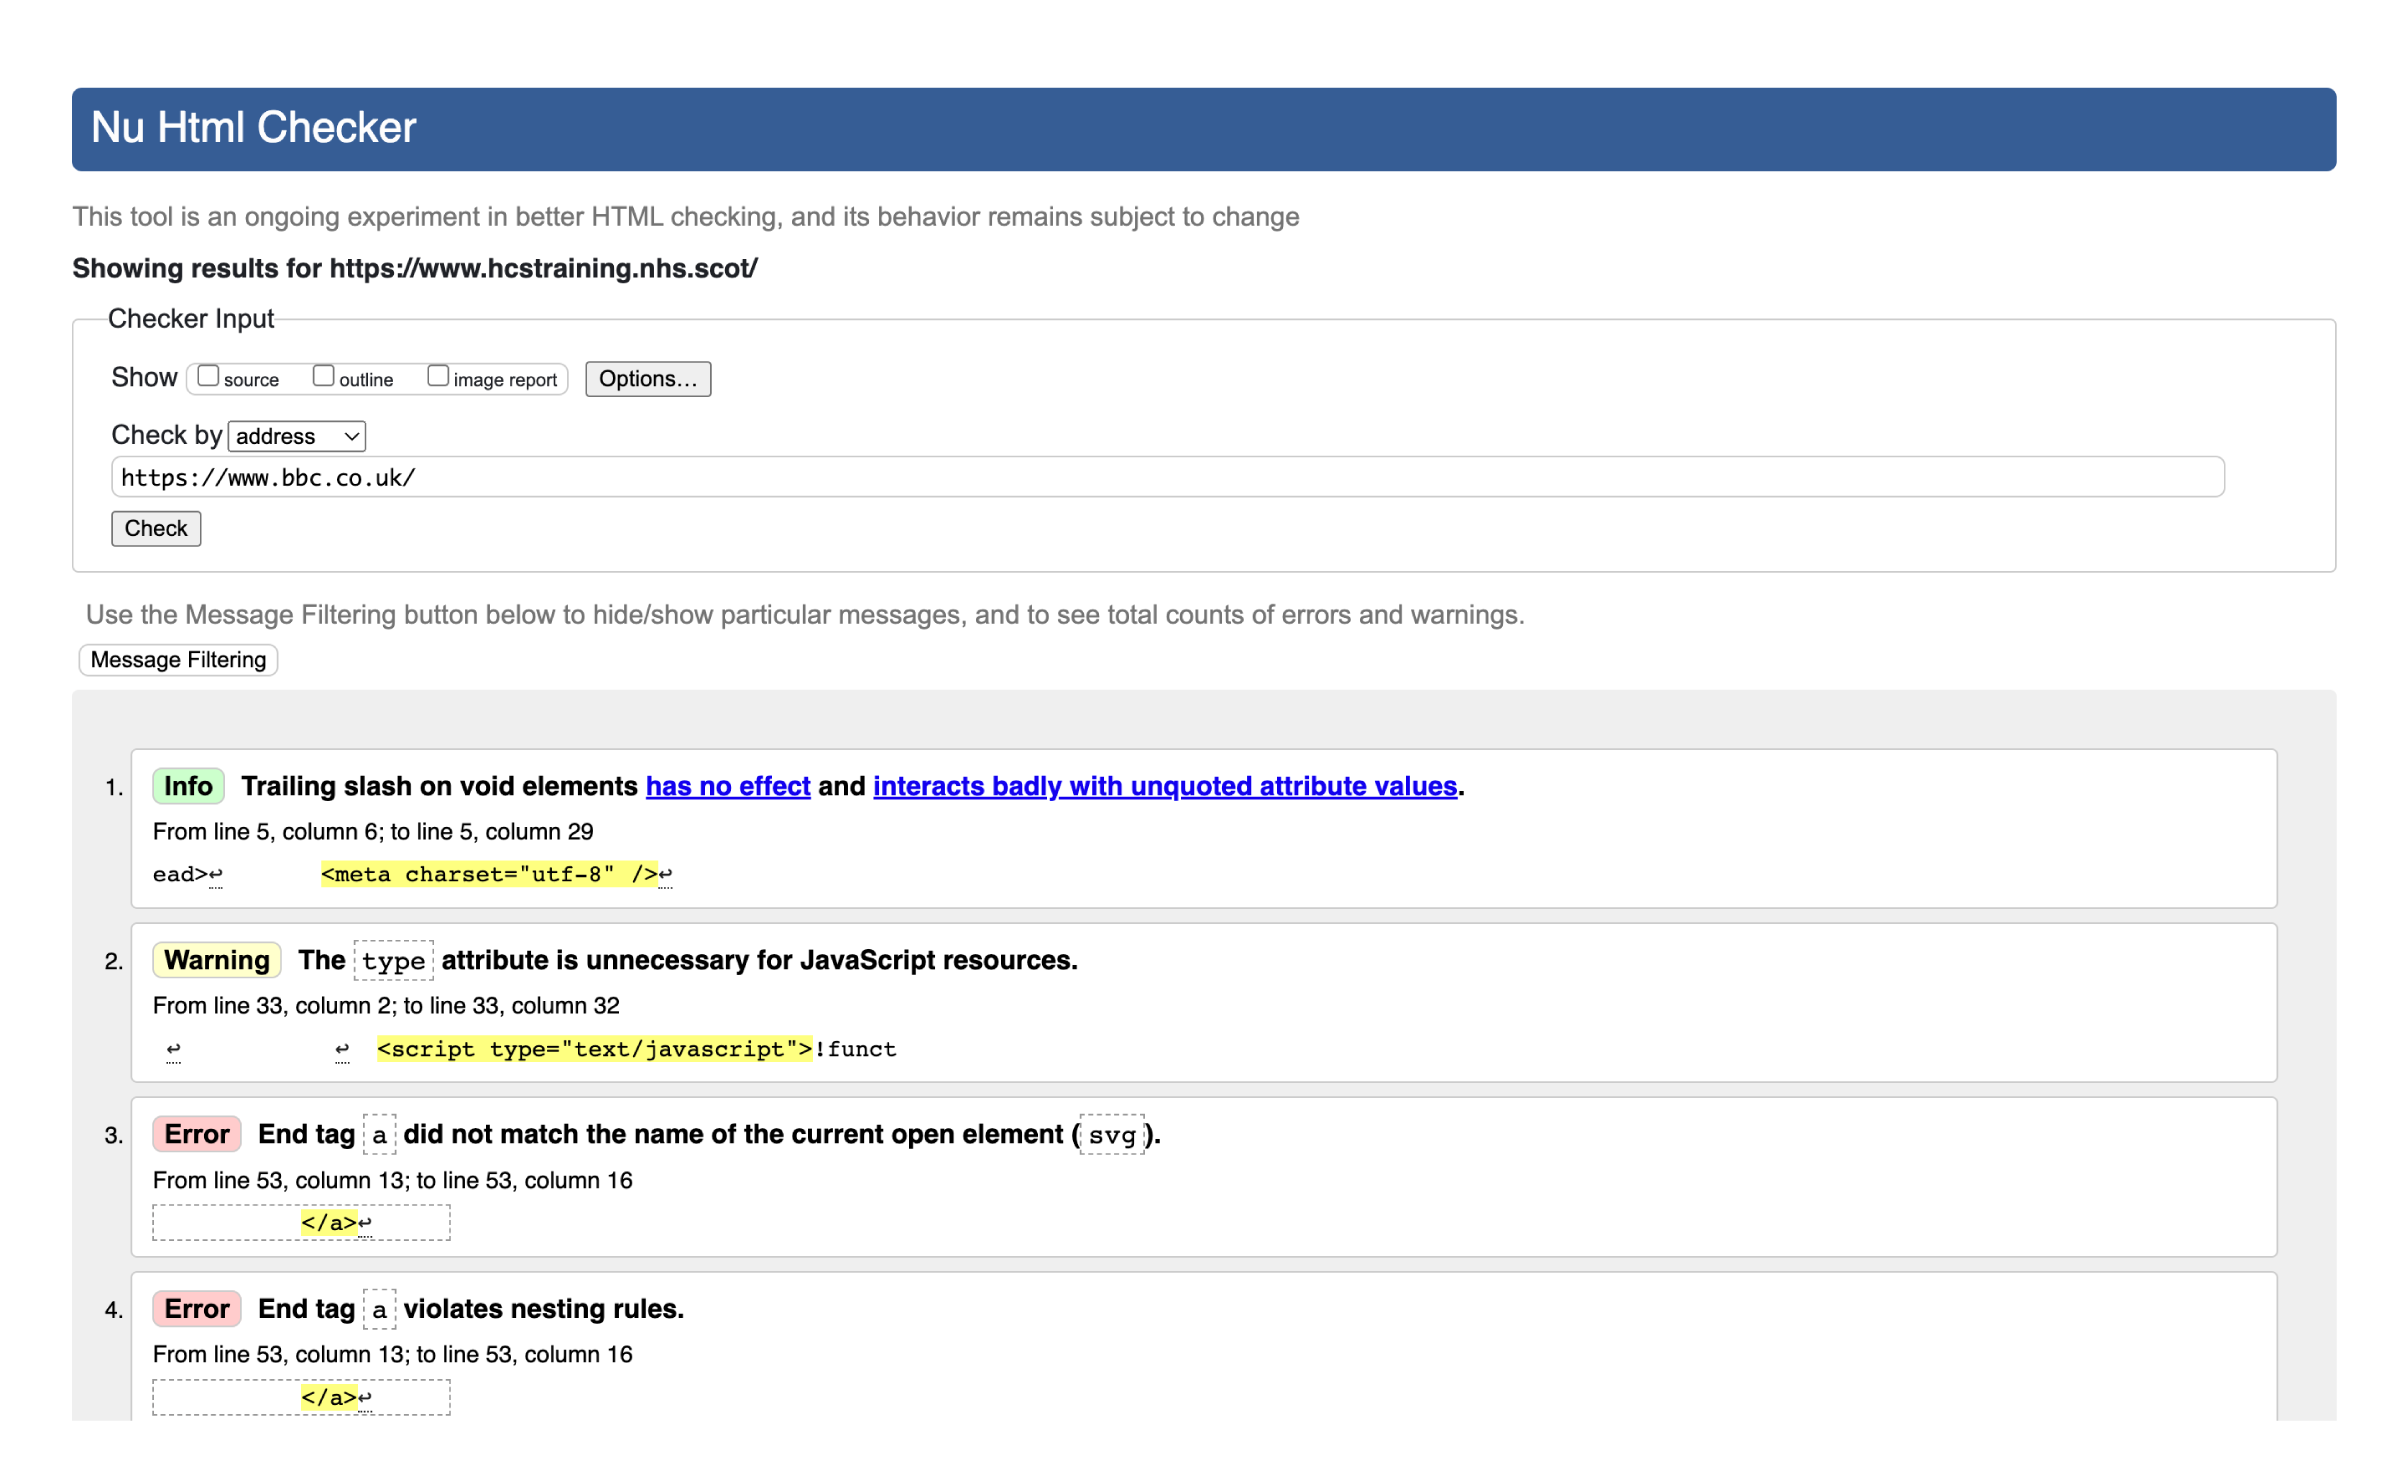 Nu Html Checker
This tool is an ongoing experiment in better HTML checking, and its behavior remains subject to change
Showing results for https://www.hcstraining.nhs.scot/
Checker Input
Show source outline image report Options...
Check by address
https://www.bbc.co.uk/
Check
Use the Message Filtering button below to hide/show particular messages, and to see total counts of errors and warnings.
Message Filtering
1. Info Trailing slash on void elements has no effect and interacts badly with unquoted attribute values.
From line 5, column 6; to line 5, column 29
ead>↩ <meta charset="utf-8" />↩
2. Warning The type attribute is unnecessary for JavaScript resources.
From line 33, column 2; to line 33, column 32
↩ ↩ <script type="text/javascript">!funct
3. Error End tag a did not match the name of the current open element (svg).
From line 53, column 13; to line 53, column 16
</a>↩
4. Error End tag a violates nesting rules.
From line 53, column 13; to line 53, column 16
</a>↩